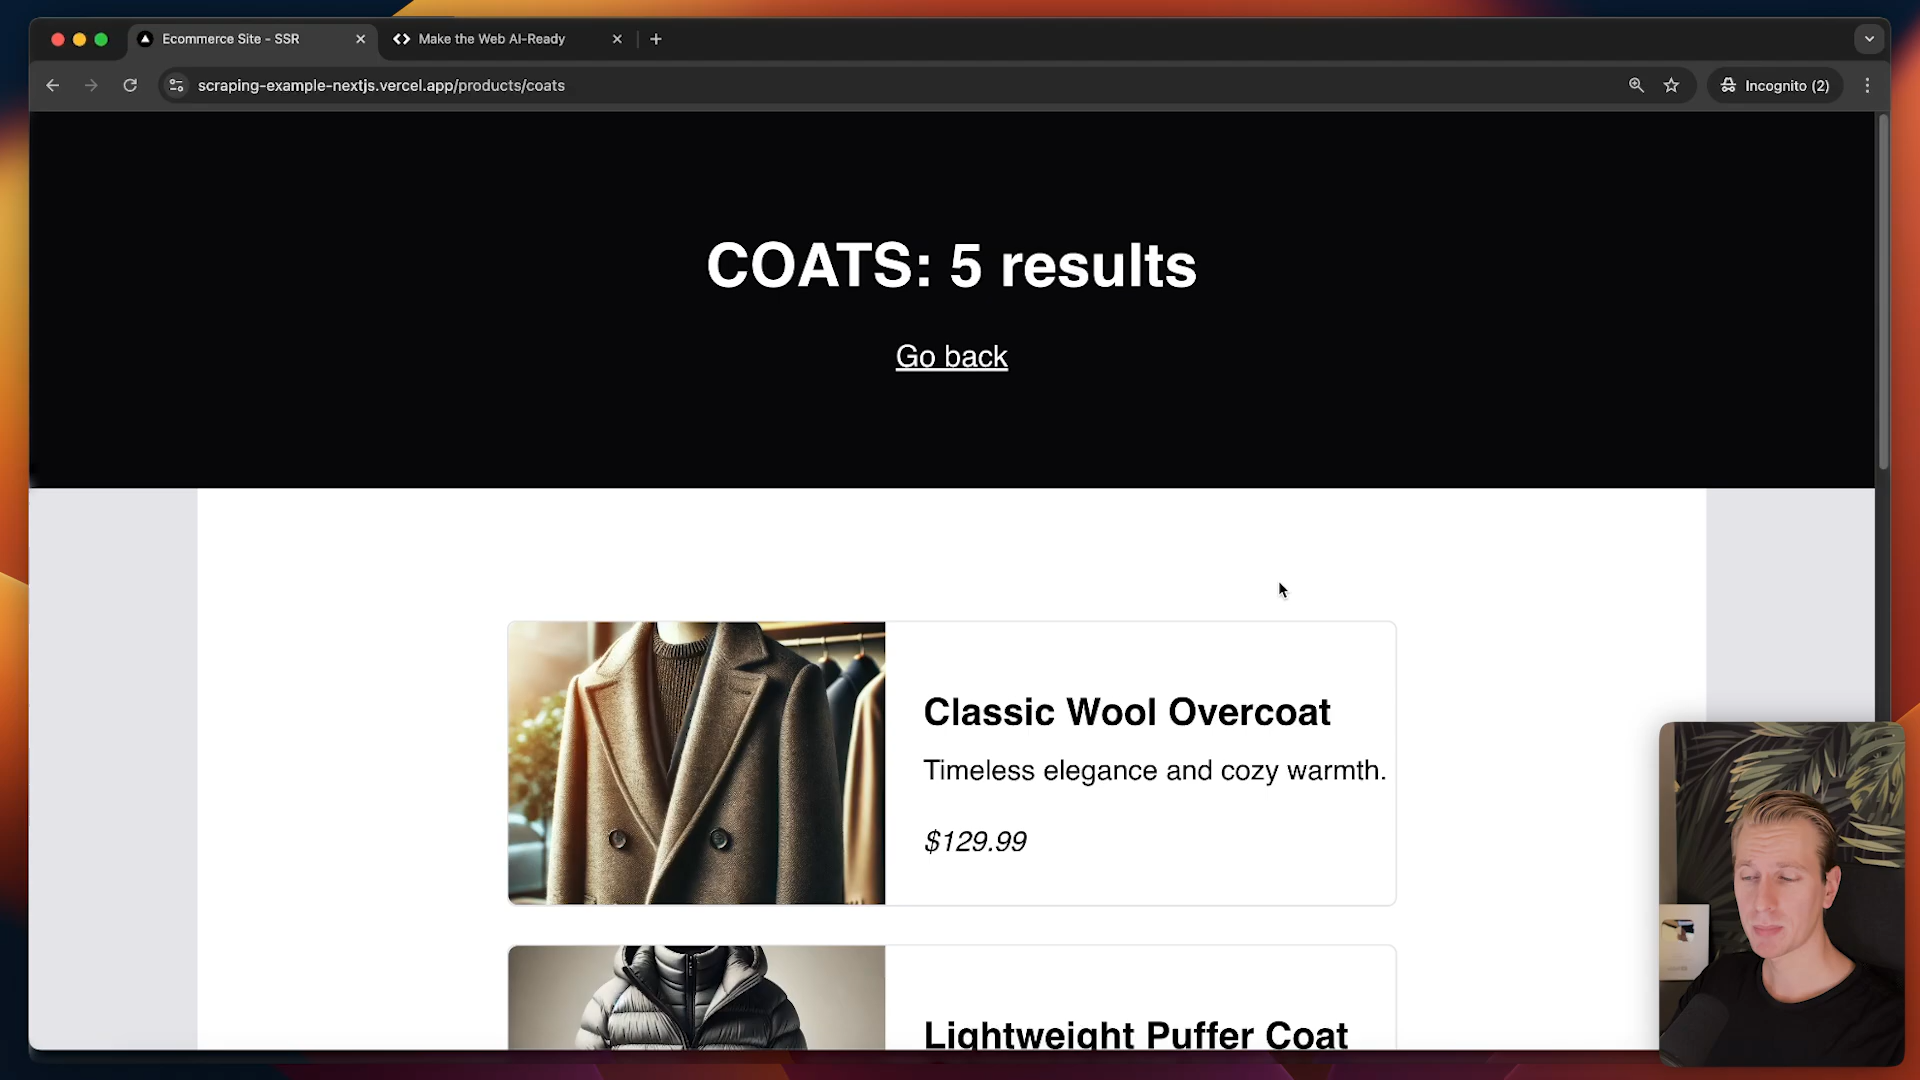 Ecommerce Site - SSR
Make the Web AI-Ready
scraping-example-nextjs.vercel.app/products/coats
Incognito (2)
COATS: 5 results
Go back
Classic Wool Overcoat
Timeless elegance and cozy warmth.
$129.99
Lightweight Puffer Coat